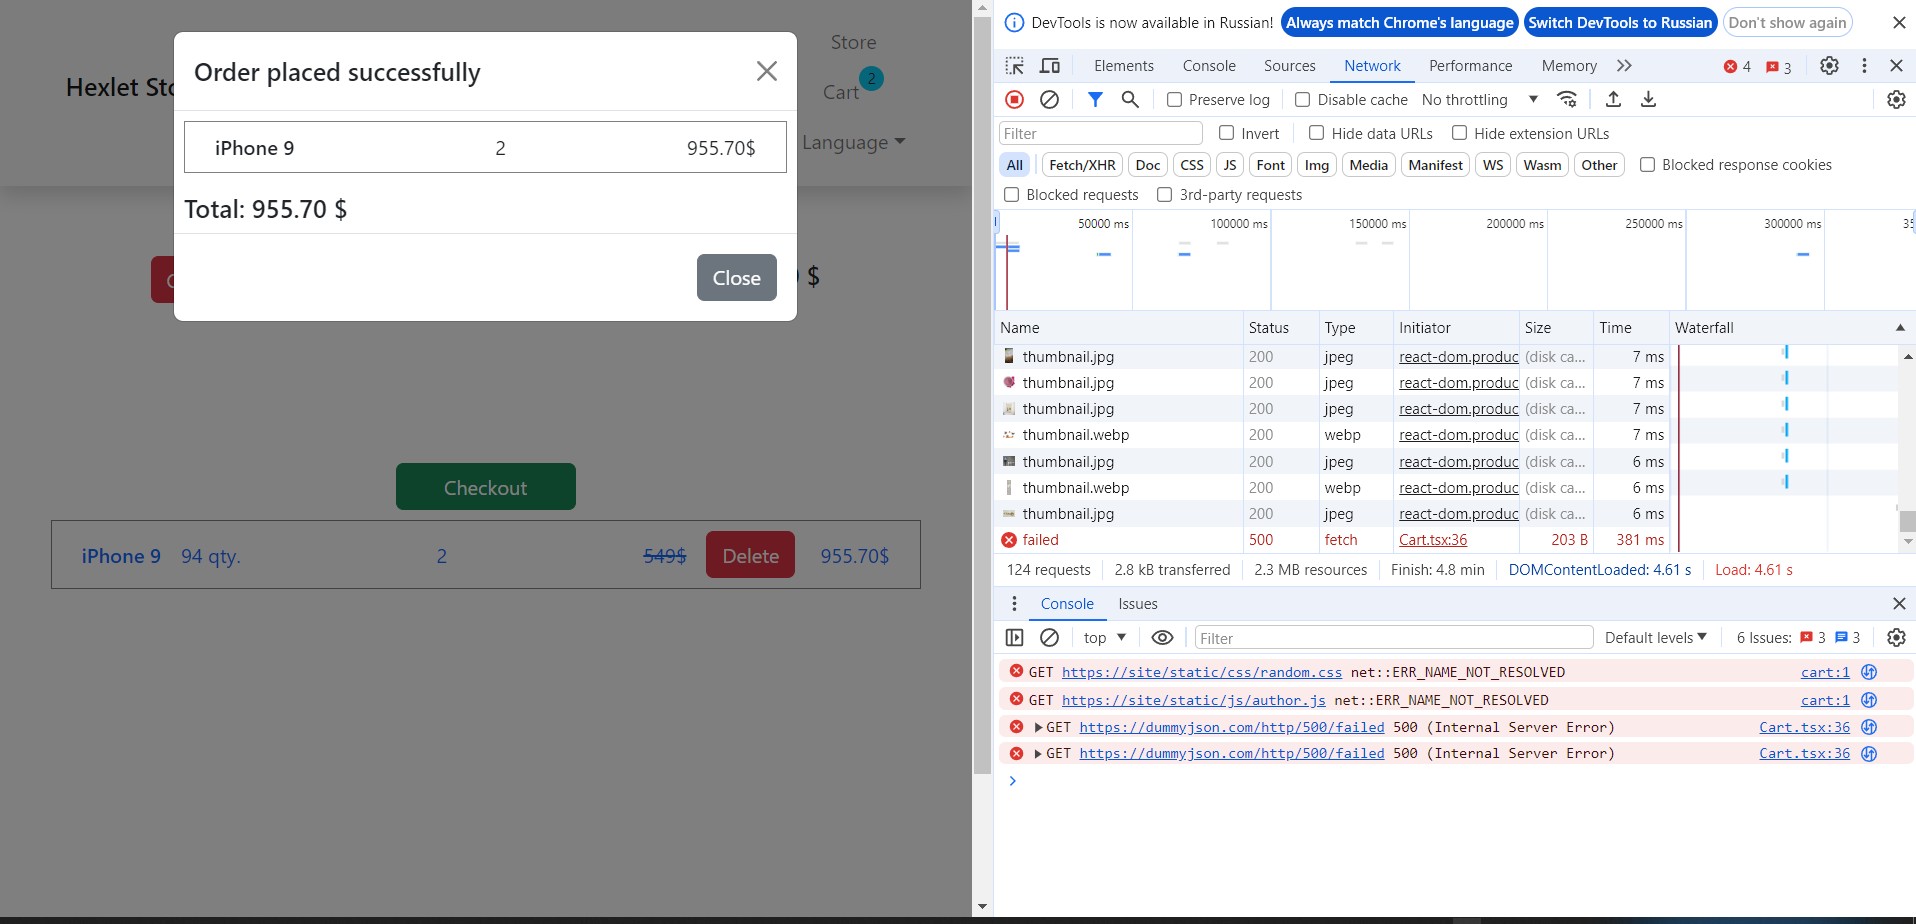 Hexlet Sto
Store
Cart 2
Language
Order placed successfully
iPhone 9 2 955.70$
Total: 955.70 $
Close
$
Checkout
iPhone 9 94 qty. 2 549$ Delete 955.70$
DevTools is now available in Russian! Always match Chrome's language Switch DevTools to Russian Don't show again
Elements Console Sources Network Performance Memory 4 3
Preserve log Disable cache No throttling
Filter Invert Hide data URLs Hide extension URLs
All Fetch/XHR Doc CSS JS Font Img Media Manifest WS Wasm Other Blocked response cookies
Blocked requests 3rd-party requests
50000 ms 100000 ms 150000 ms 200000 ms 250000 ms 300000 ms 35
Name Status Type Initiator Size Time Waterfall
thumbnail.jpg 200 jpeg react-dom.produc (disk ca... 7 ms
thumbnail.jpg 200 jpeg react-dom.produc (disk ca... 7 ms
thumbnail.jpg 200 jpeg react-dom.produc (disk ca... 7 ms
thumbnail.webp 200 webp react-dom.produc (disk ca... 7 ms
thumbnail.jpg 200 jpeg react-dom.produc (disk ca... 6 ms
thumbnail.webp 200 webp react-dom.produc (disk ca... 6 ms
thumbnail.jpg 200 jpeg react-dom.produc (disk ca... 6 ms
failed 500 fetch Cart.tsx:36 203 B 381 ms
124 requests 2.8 kB transferred 2.3 MB resources Finish: 4.8 min DOMContentLoaded: 4.61 s Load: 4.61 s
Console Issues
top Filter Default levels 6 Issues: 3 3
GET https://site/static/css/random.css net::ERR_NAME_NOT_RESOLVED cart:1
GET https://site/static/js/author.js net::ERR_NAME_NOT_RESOLVED cart:1
GET https://dummyjson.com/http/500/failed 500 (Internal Server Error) Cart.tsx:36
GET https://dummyjson.com/http/500/failed 500 (Internal Server Error) Cart.tsx:36